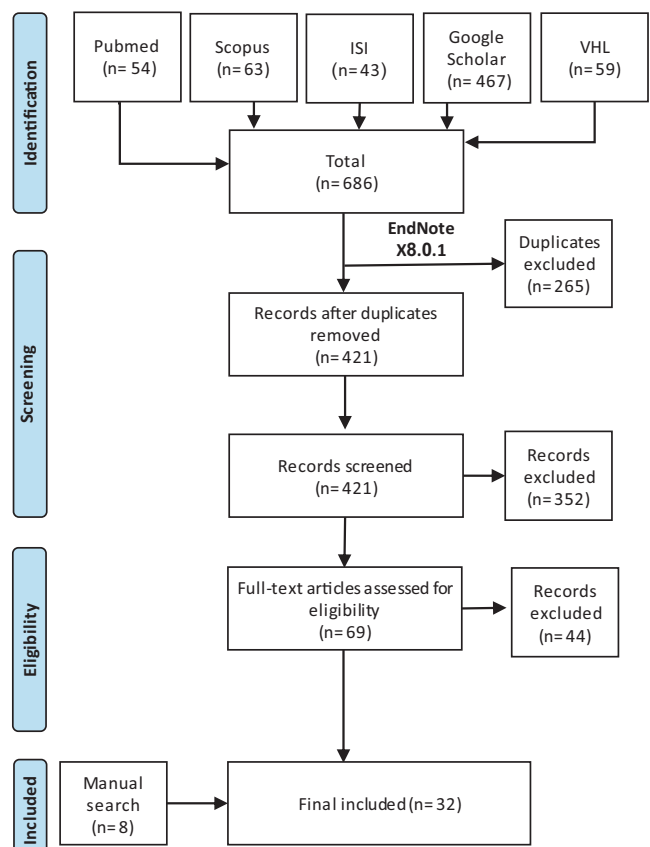 Identification
Pubmed
(n= 54)
Scopus
(n= 63)
ISI
(n= 43)
Google
Scholar
(n= 467)
VHL
(n= 59)
Total
(n= 686)
EndNote
X8.0.1
Duplicates
excluded
(n= 265)
Screening
Records after duplicates
removed
(n= 421)
Records screened
(n= 421)
Records
excluded
(n= 352)
Eligibility
Full-text articles assessed for
eligibility
(n= 69)
Records
excluded
(n= 44)
Included
Manual
search
(n= 8)
Final included (n= 32)